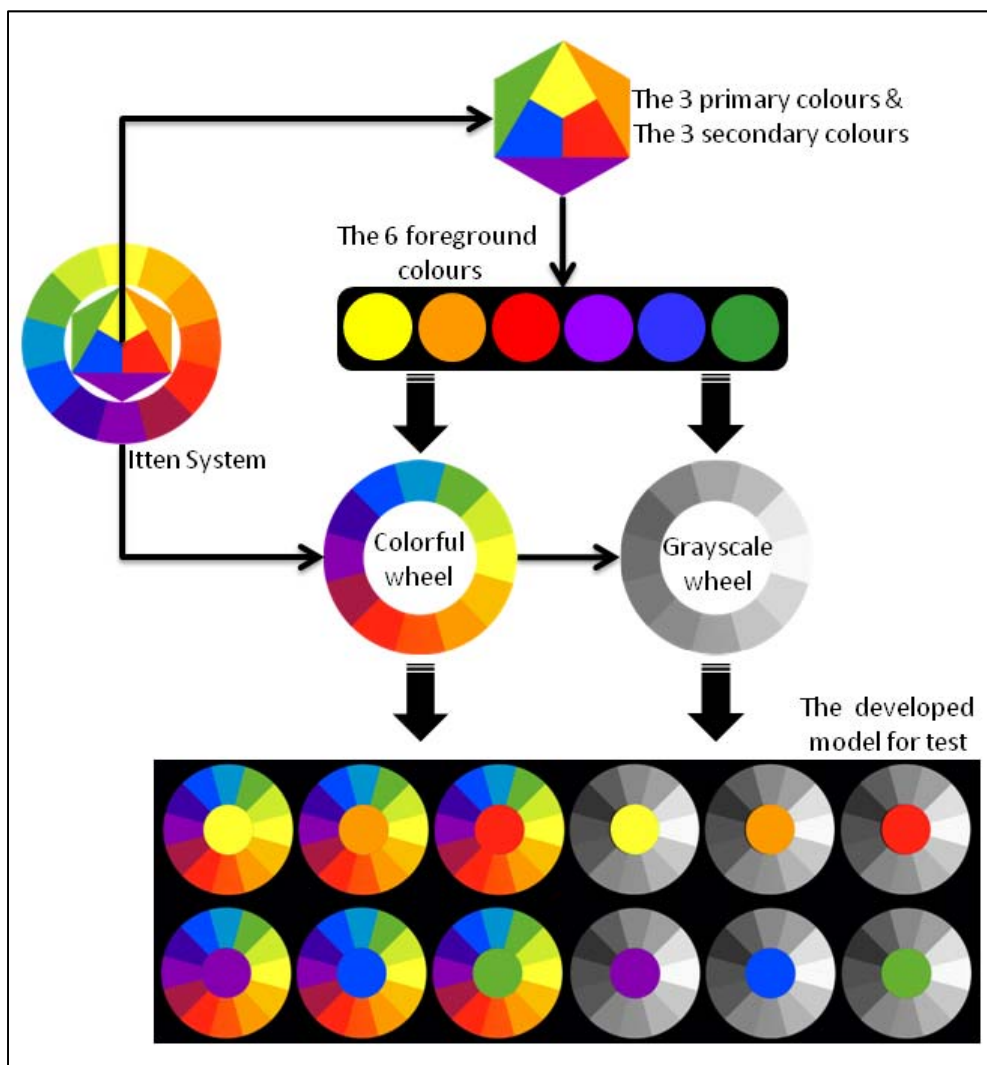 The 3 primary colours &
The 3 secondary colours
The 6 foreground
colours
Itten System
Colorful
wheel
Grayscale
wheel
The developed
model for test